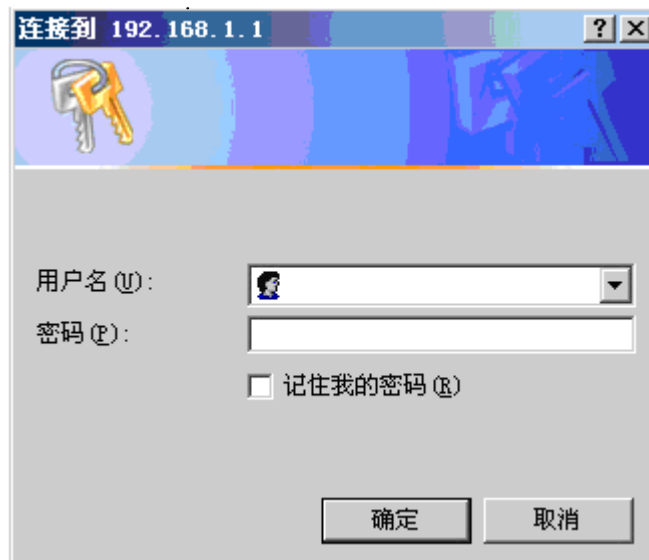 连接到 192.168.1.1
用户名(U):
密码(P):
记住我的密码(R)
确定
取消